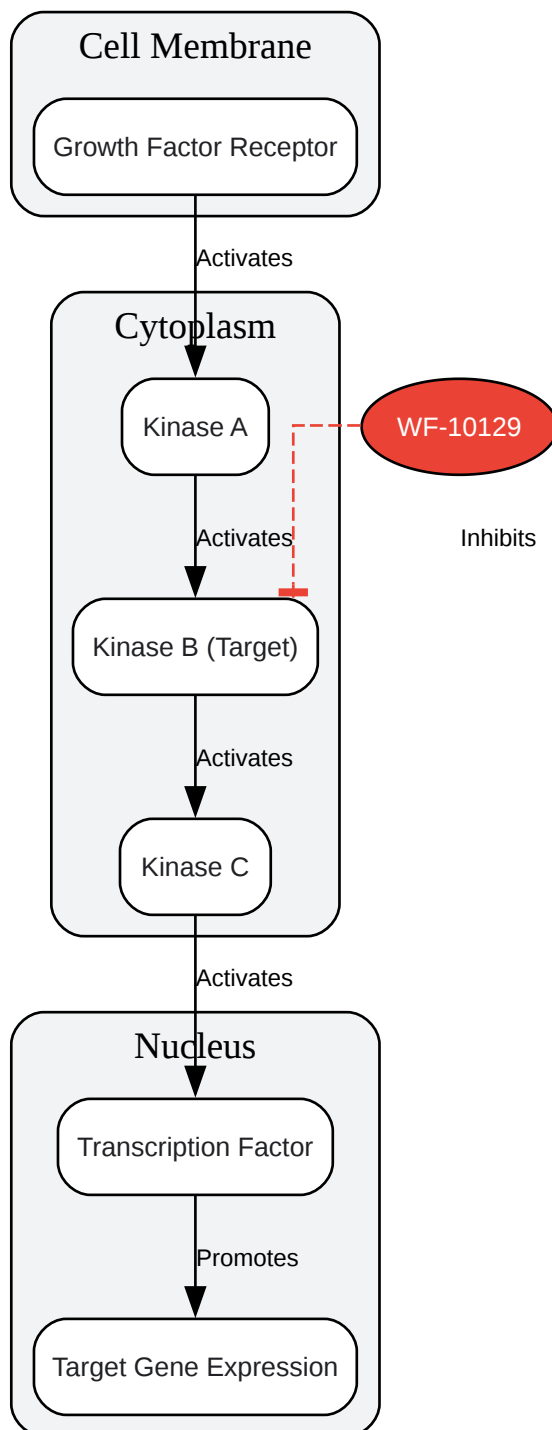 Cell Membrane
Growth Factor Receptor
Activates
Cytoplasm
Kinase A
WF-10129
Activates
Inhibits
Kinase B (Target)
Activates
Kinase C
Activates
Nucleus
Transcription Factor
Promotes
Target Gene Expression